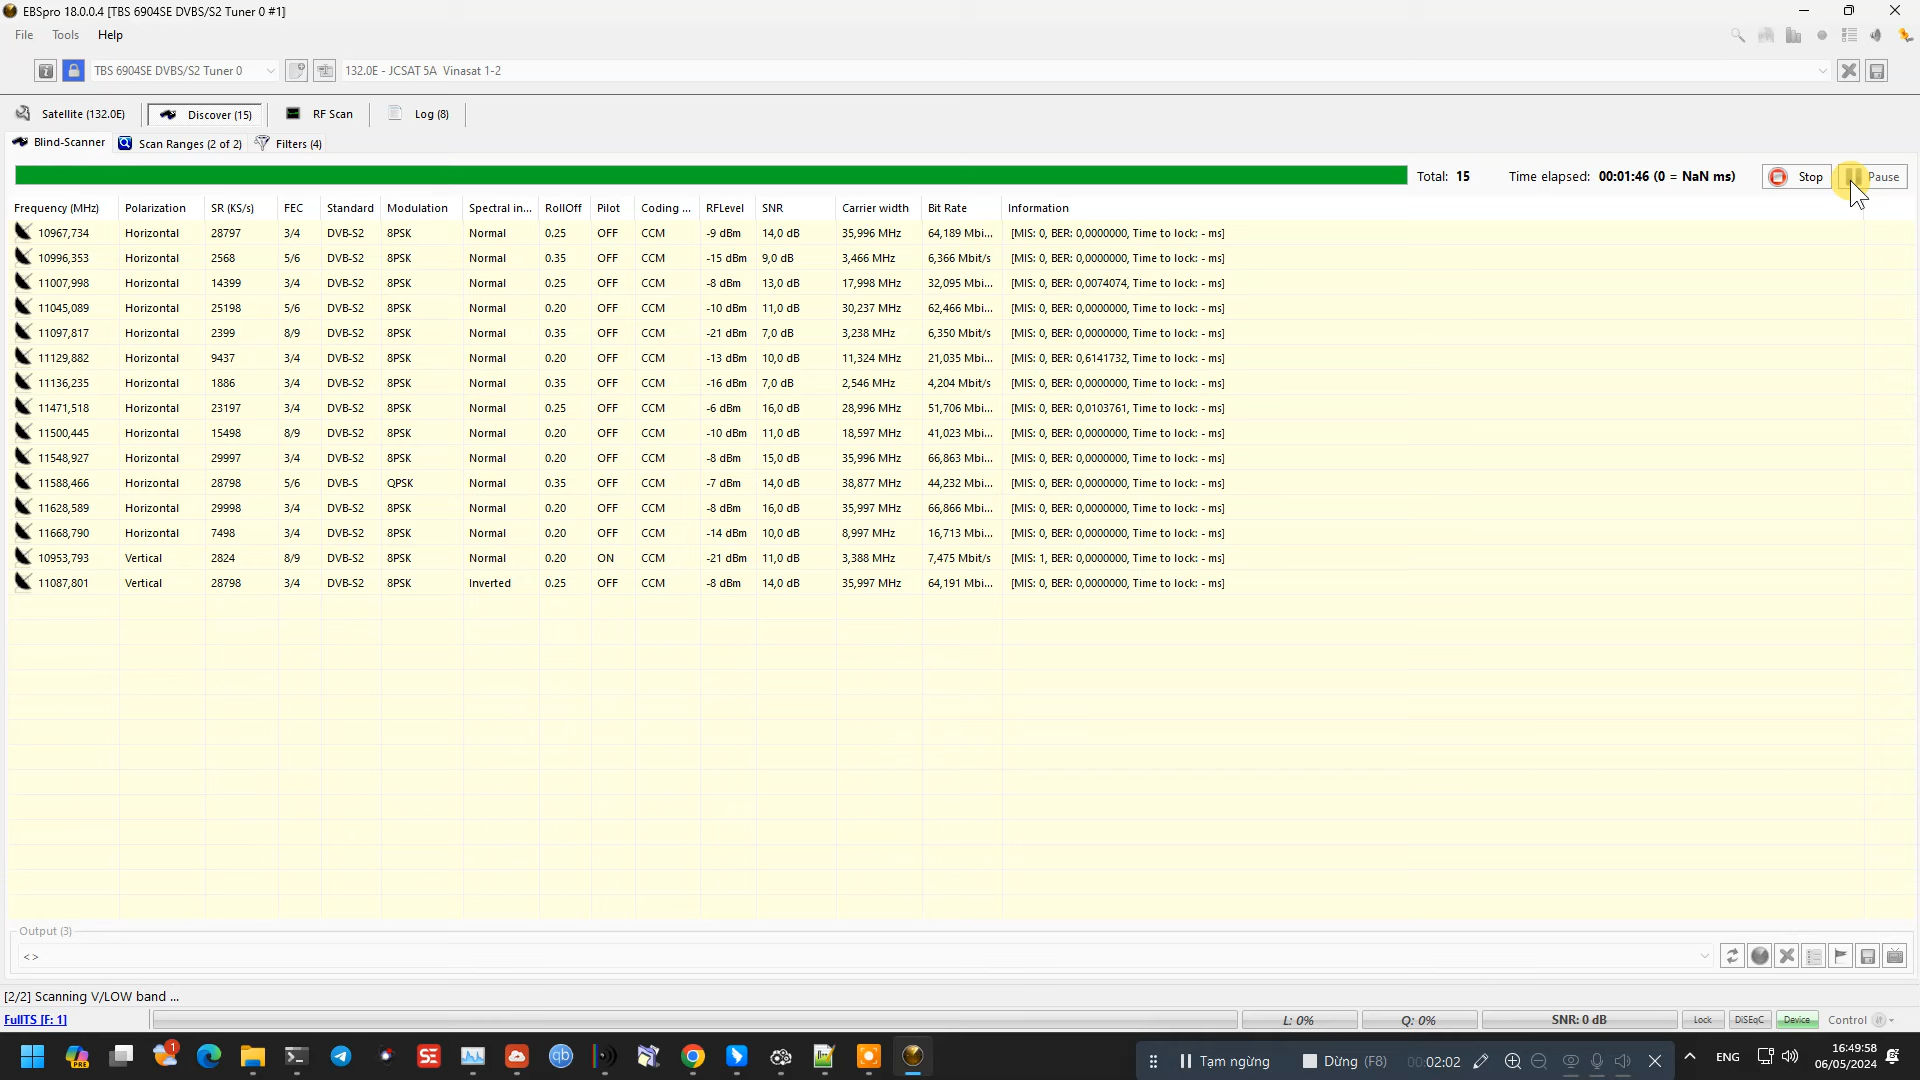 EBSpro 18.0.0.4 [TBS 6904SE DVBS/S2 Tuner 0 #1]
File Tools Help
TBS 6904SE DVBS/S2 Tuner 0 132.0E - JCSAT 5A Vinasat 1-2
Satellite (132.0E) Discover (15) RF Scan Log (8)
Blind-Scanner Scan Ranges (2 of 2) Filters (4)
Total: 15 Time elapsed: 00:01:46 (0 = NaN ms) Stop Pause
Frequency (MHz) Polarization SR (KS/s) FEC Standard Modulation Spectral in... RollOff Pilot Coding ... RFLevel SNR Carrier width Bit Rate Information
10967,734 Horizontal 28797 3/4 DVB-S2 8PSK Normal 0.25 OFF CCM -9 dBm 14,0 dB 35,996 MHz 64,189 Mbi... [MIS: 0, BER: 0,0000000, Time to lock: - ms]
10996,353 Horizontal 2568 5/6 DVB-S2 8PSK Normal 0.35 OFF CCM -15 dBm 9,0 dB 3,466 MHz 6,366 Mbit/s [MIS: 0, BER: 0,0000000, Time to lock: - ms]
11007,998 Horizontal 14399 3/4 DVB-S2 8PSK Normal 0.25 OFF CCM -8 dBm 13,0 dB 17,998 MHz 32,095 Mbi... [MIS: 0, BER: 0,0074074, Time to lock: - ms]
11045,089 Horizontal 25198 5/6 DVB-S2 8PSK Normal 0.20 OFF CCM -10 dBm 11,0 dB 30,237 MHz 62,466 Mbi... [MIS: 0, BER: 0,0000000, Time to lock: - ms]
11097,817 Horizontal 2399 8/9 DVB-S2 8PSK Normal 0.35 OFF CCM -21 dBm 7,0 dB 3,238 MHz 6,350 Mbit/s [MIS: 0, BER: 0,0000000, Time to lock: - ms]
11129,882 Horizontal 9437 3/4 DVB-S2 8PSK Normal 0.20 OFF CCM -13 dBm 10,0 dB 11,324 MHz 21,035 Mbi... [MIS: 0, BER: 0,6141732, Time to lock: - ms]
11136,235 Horizontal 1886 3/4 DVB-S2 8PSK Normal 0.35 OFF CCM -16 dBm 7,0 dB 2,546 MHz 4,204 Mbit/s [MIS: 0, BER: 0,0000000, Time to lock: - ms]
11471,518 Horizontal 23197 3/4 DVB-S2 8PSK Normal 0.25 OFF CCM -6 dBm 16,0 dB 28,996 MHz 51,706 Mbi... [MIS: 0, BER: 0,0103761, Time to lock: - ms]
11500,445 Horizontal 15498 8/9 DVB-S2 8PSK Normal 0.20 OFF CCM -10 dBm 11,0 dB 18,597 MHz 41,023 Mbi... [MIS: 0, BER: 0,0000000, Time to lock: - ms]
11548,927 Horizontal 29997 3/4 DVB-S2 8PSK Normal 0.20 OFF CCM -8 dBm 15,0 dB 35,996 MHz 66,863 Mbi... [MIS: 0, BER: 0,0000000, Time to lock: - ms]
11588,466 Horizontal 28798 5/6 DVB-S QPSK Normal 0.35 OFF CCM -7 dBm 14,0 dB 38,877 MHz 44,232 Mbi... [MIS: 0, BER: 0,0000000, Time to lock: - ms]
11628,589 Horizontal 29998 3/4 DVB-S2 8PSK Normal 0.20 OFF CCM -8 dBm 16,0 dB 35,997 MHz 66,866 Mbi... [MIS: 0, BER: 0,0000000, Time to lock: - ms]
11668,790 Horizontal 7498 3/4 DVB-S2 8PSK Normal 0.20 OFF CCM -14 dBm 10,0 dB 8,997 MHz 16,713 Mbi... [MIS: 0, BER: 0,0000000, Time to lock: - ms]
10953,793 Vertical 2824 8/9 DVB-S2 8PSK Normal 0.20 ON CCM -21 dBm 11,0 dB 3,388 MHz 7,475 Mbit/s [MIS: 1, BER: 0,0000000, Time to lock: - ms]
11087,801 Vertical 28798 3/4 DVB-S2 8PSK Inverted 0.25 OFF CCM -8 dBm 14,0 dB 35,997 MHz 64,191 Mbi... [MIS: 0, BER: 0,0000000, Time to lock: - ms]
Output (3)
<>
[2/2] Scanning V/LOW band ...
FullTS [F: 1] L: 0% Q: 0% SNR: 0 dB Lock DiSEqC Device Control
PRE 1 SE qb Tạm ngừng Dừng (F8) 00:02:02 ENG 16:49:58
06/05/2024